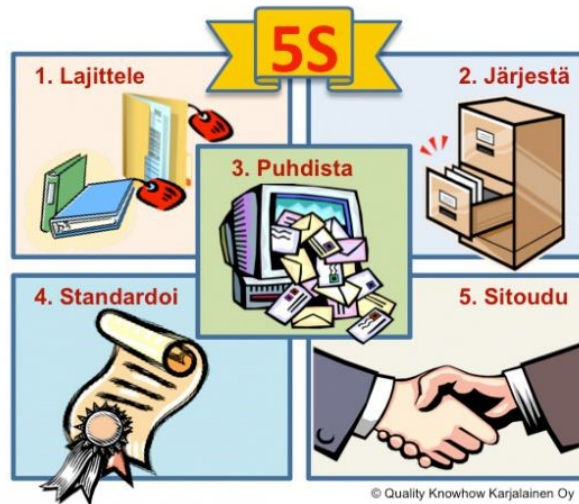 5S
1. Lajittele
2. Järjestä
3. Puhdista
4. Standardoi
5. Sitoudu
© Quality Knowhow Karjalainen Oy